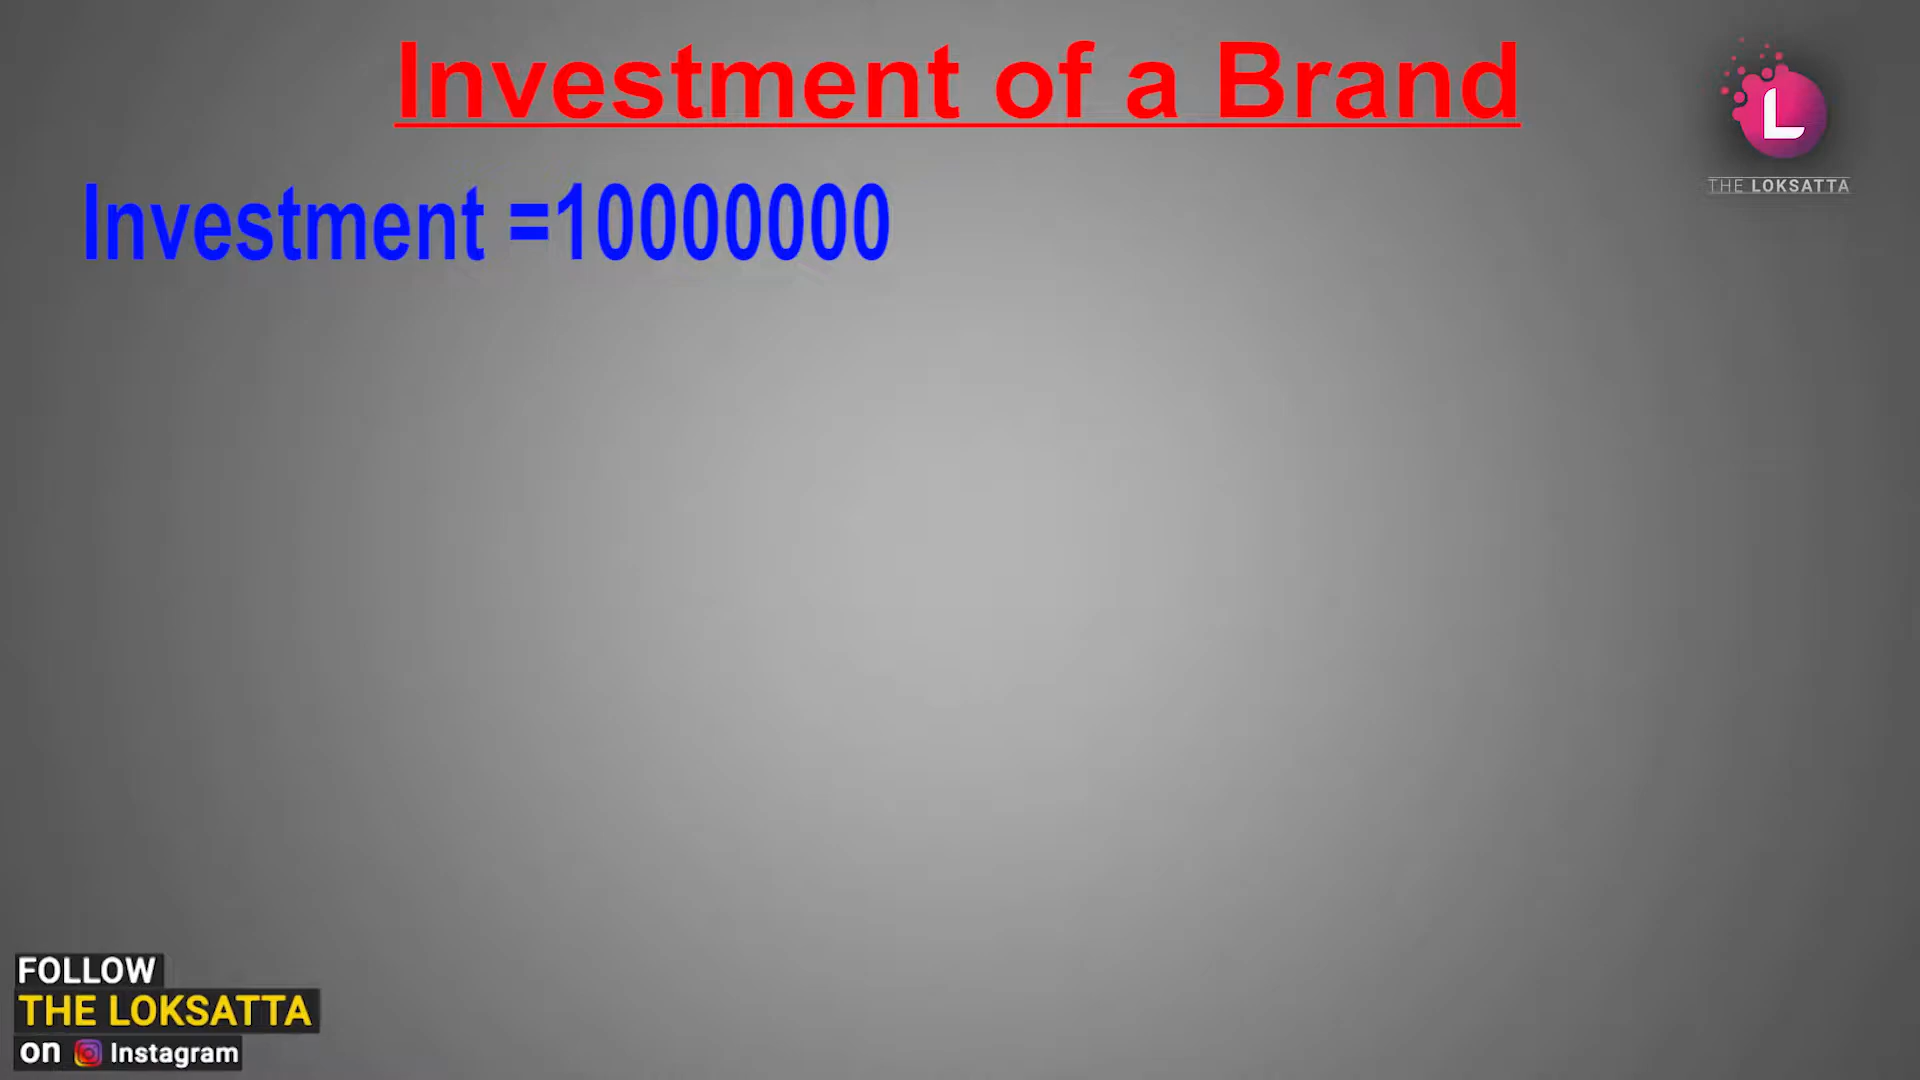 Investment of a Brand
THE LOKSATTA
Investment =10000000
FOLLOW
THE LOKSATTA
on Instagram